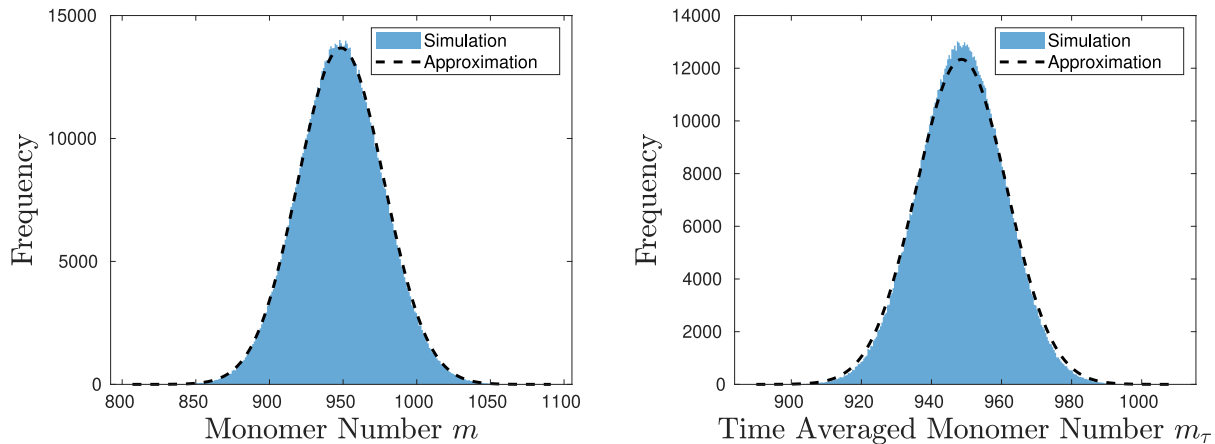 15000
10000
5000
0
Frequency
Simulation
Approximation
800 850 900 950 1000 1050 1100
Monomer Number m
14000
12000
10000
8000
6000
4000
2000
0
Frequency
Simulation
Approximation
900 920 940 960 980 1000
Time Averaged Monomer Number m_τ